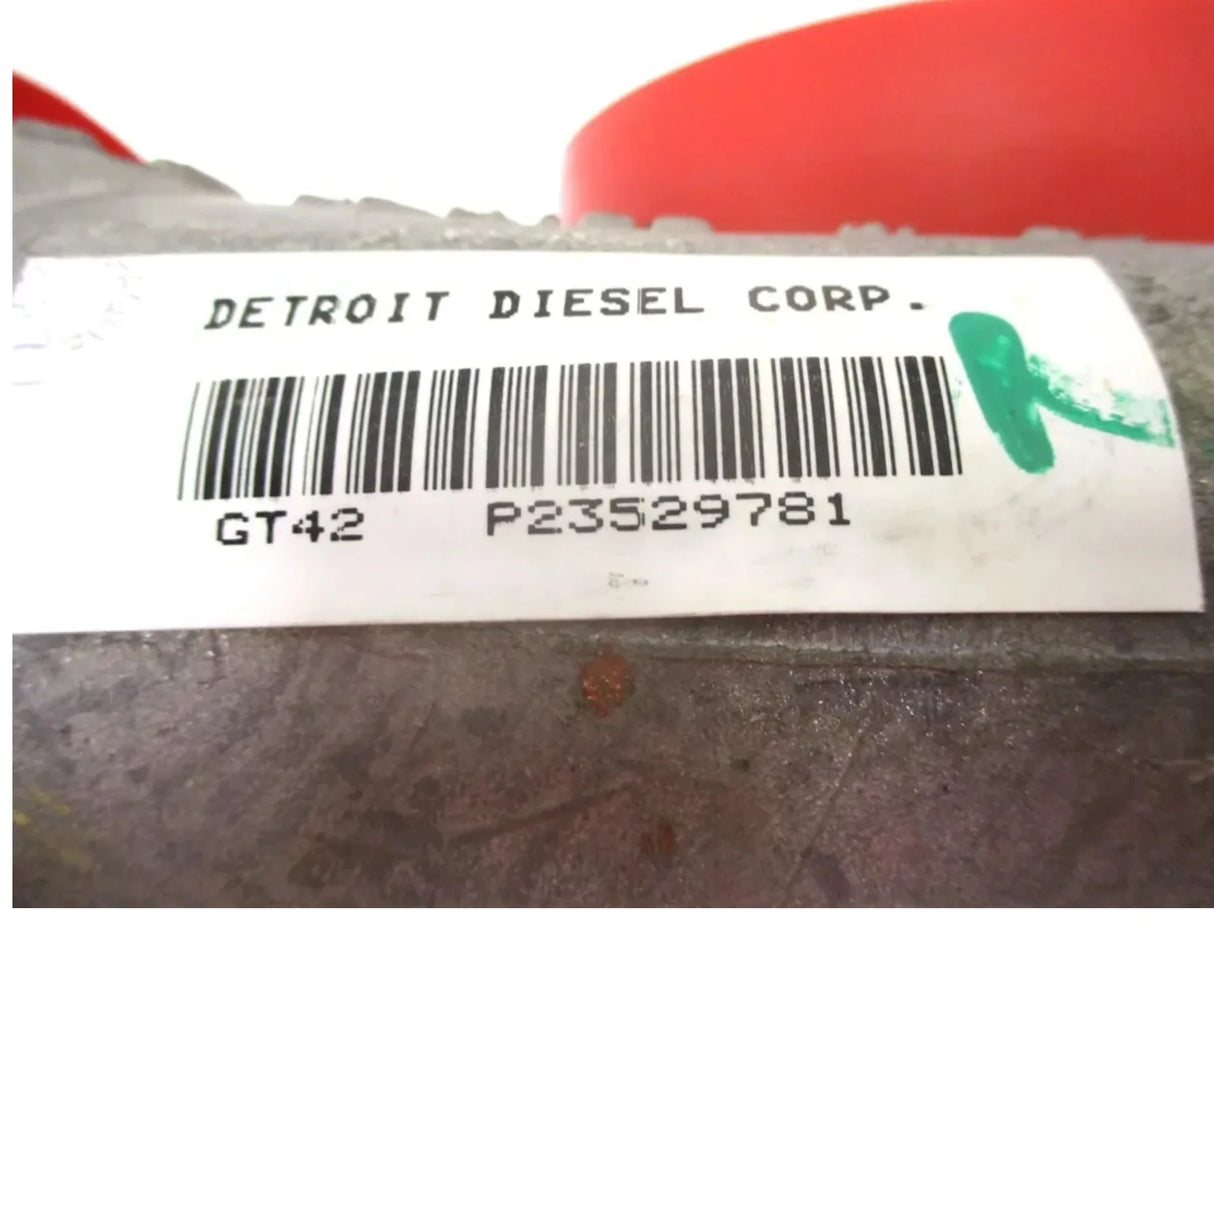 DETROIT DIESEL CORP.
GT42 P23529781